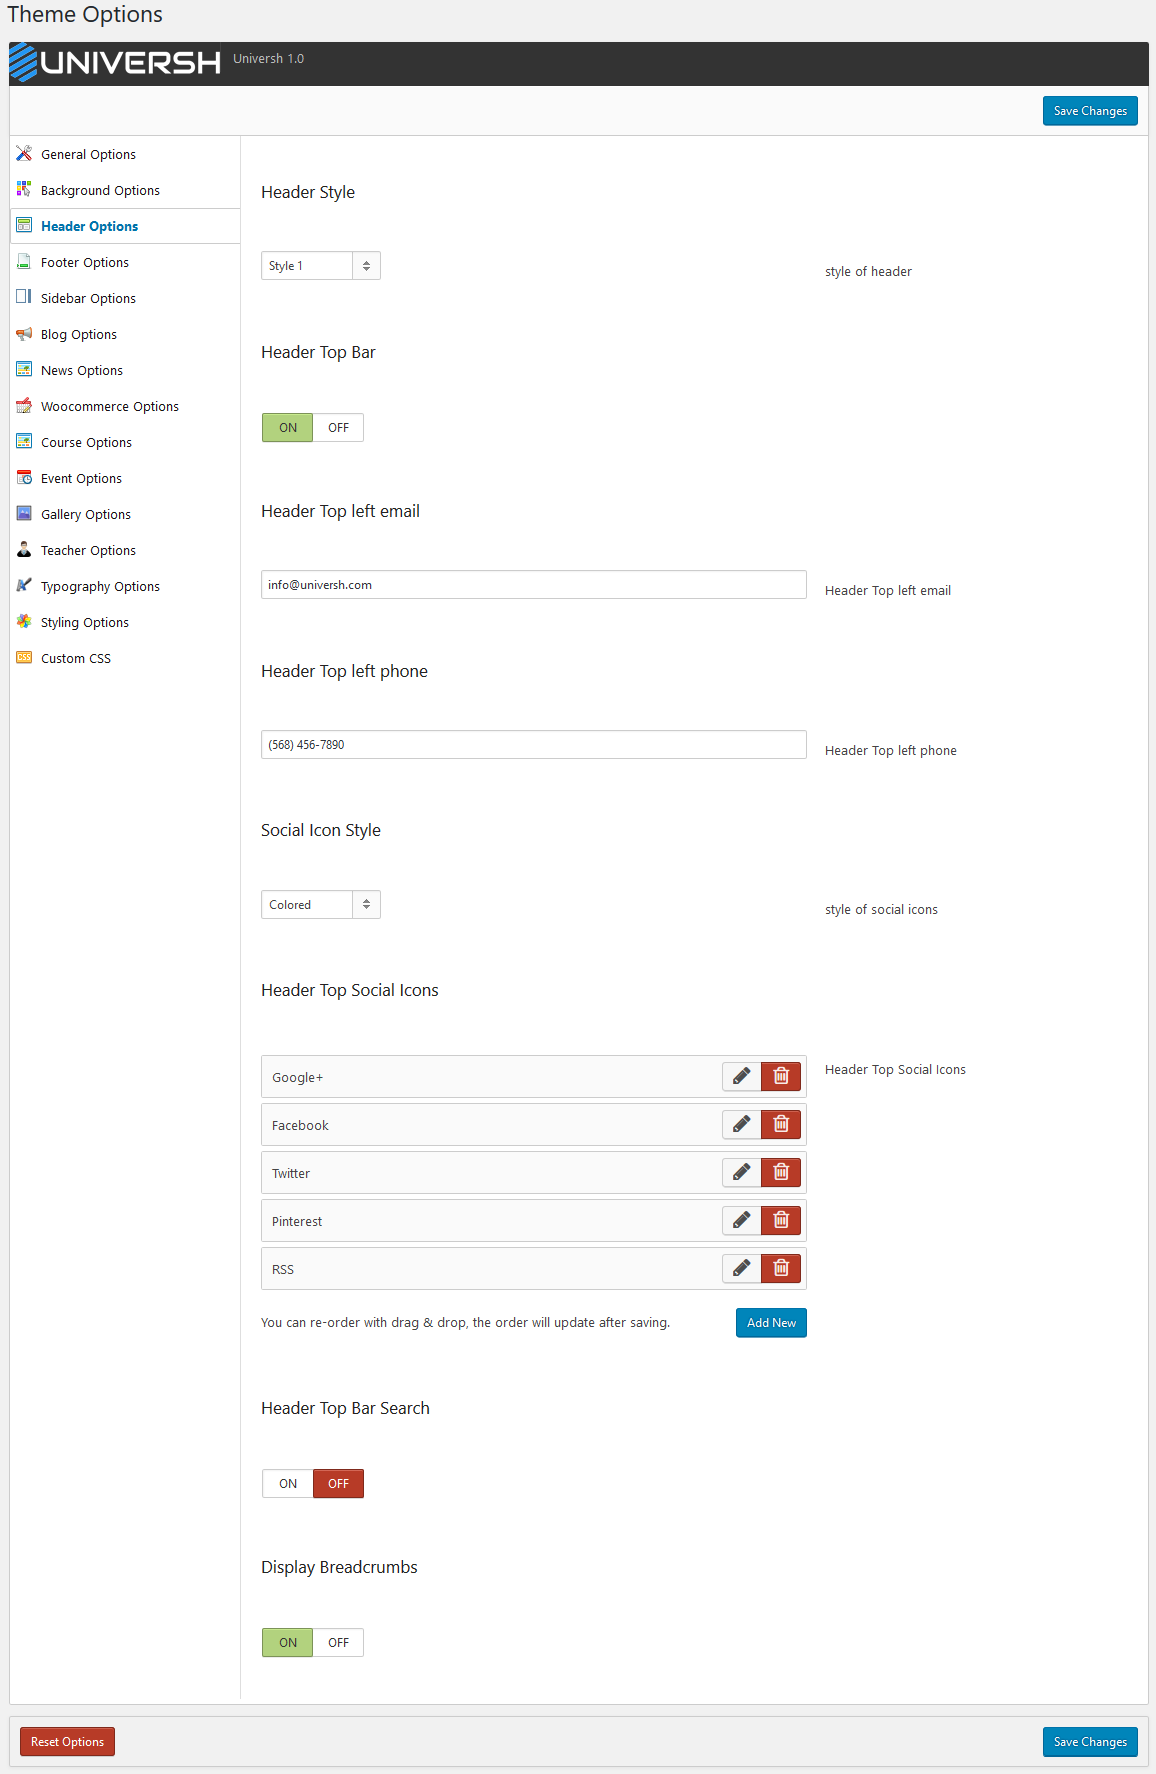 Theme Options
UNIVERSH Universh 1.0
Save Changes
General Options
Background Options
Header Options
Footer Options
Sidebar Options
Blog Options
News Options
Woocommerce Options
Course Options
Event Options
Gallery Options
Teacher Options
Typography Options
Styling Options
CSS Custom CSS
Header Style
Style 1 style of header
Header Top Bar
ON OFF
Header Top left email
info@universh.com Header Top left email
Header Top left phone
(568) 456-7890 Header Top left phone
Social Icon Style
Colored style of social icons
Header Top Social Icons
Google+ Header Top Social Icons
Facebook
Twitter
Pinterest
RSS
You can re-order with drag & drop, the order will update after saving. Add New
Header Top Bar Search
ON OFF
Display Breadcrumbs
ON OFF
Reset Options Save Changes